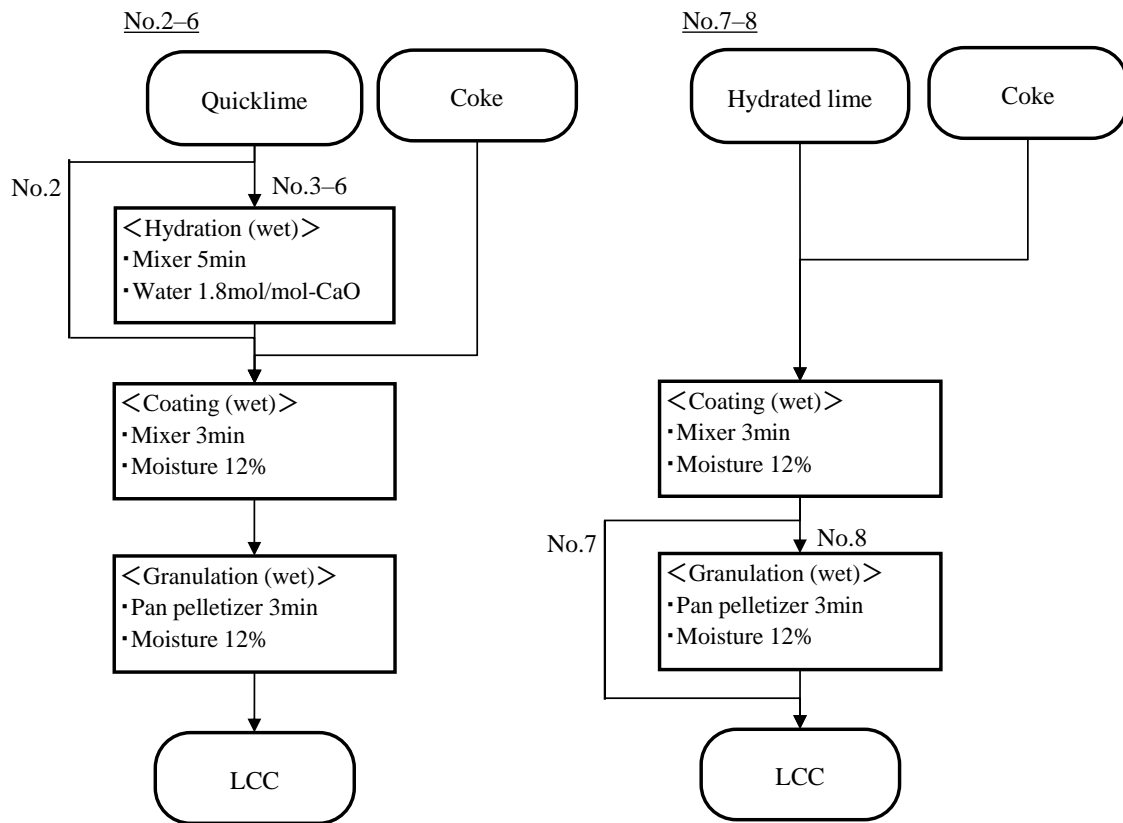 No.2–6
Quicklime
Coke
No.2
No.3–6
＜Hydration (wet)＞
・Mixer 5min
・Water 1.8mol/mol-CaO
＜Coating (wet)＞
・Mixer 3min
・Moisture 12%
＜Granulation (wet)＞
・Pan pelletizer 3min
・Moisture 12%
LCC
No.7–8
Hydrated lime
Coke
＜Coating (wet)＞
・Mixer 3min
・Moisture 12%
No.7
No.8
＜Granulation (wet)＞
・Pan pelletizer 3min
・Moisture 12%
LCC